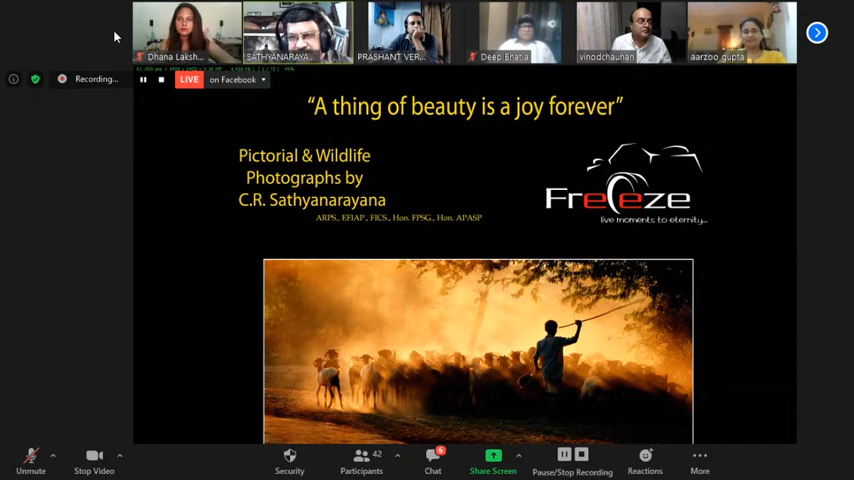 Dhana Laksh...
SATHYANARAYA...
PRASHANT VER...
Deep Bhatia
vinodchauhan
aarzoo gupta
Recording...
LIVE
on Facebook
“A thing of beauty is a joy forever”
Pictorial & Wildlife
Photographs by
C.R. Sathyanarayana
ARPS., EFIAP., FICS., Hon. FPSG., Hon. APASP
Freeze
live moments to eternity...
Unmute
Stop Video
Security
Participants
42
Chat
6
Share Screen
Pause/Stop Recording
Reactions
More